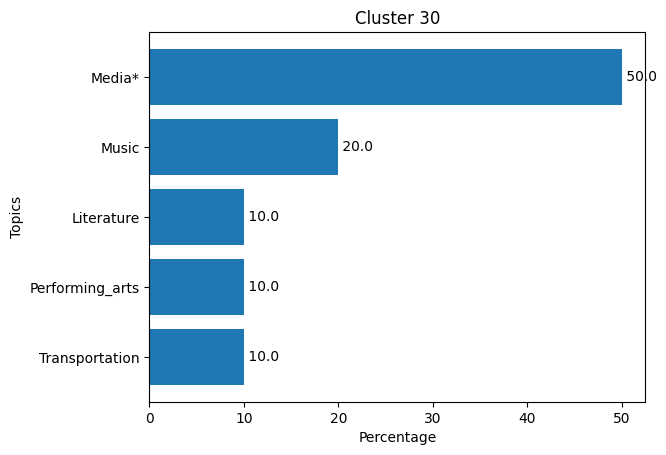 Cluster 30
Topics
Media*
50.0
Music
20.0
Literature
10.0
Performing_arts
10.0
Transportation
10.0
0 10 20 30 40 50
Percentage